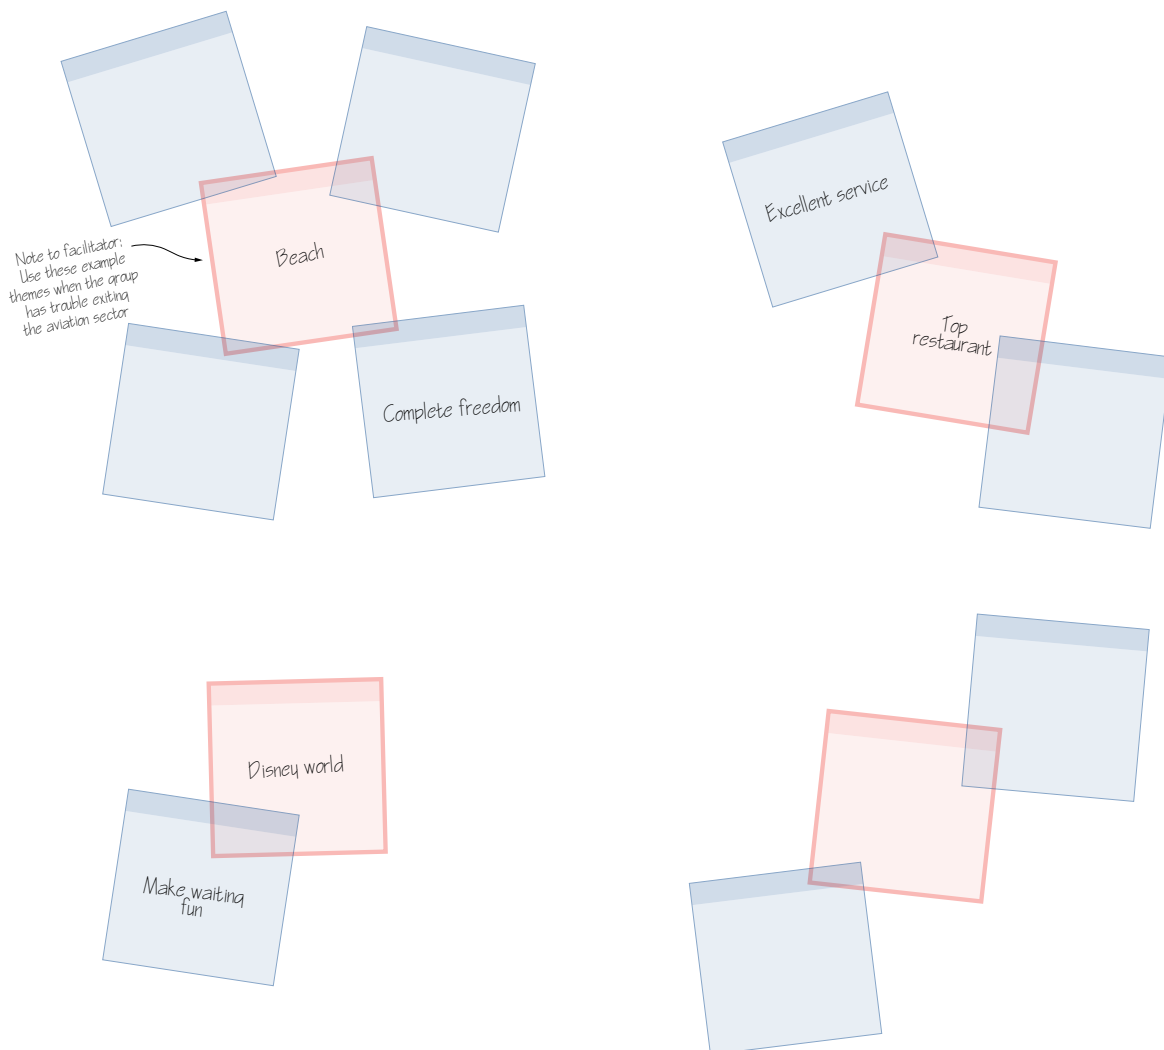 Excellent service
Note to facilitator:
Use these example
themes when the group
has trouble exiting
the aviation sector
Beach
Top
restaurant
Complete freedom
Disney world
Make waiting
fun